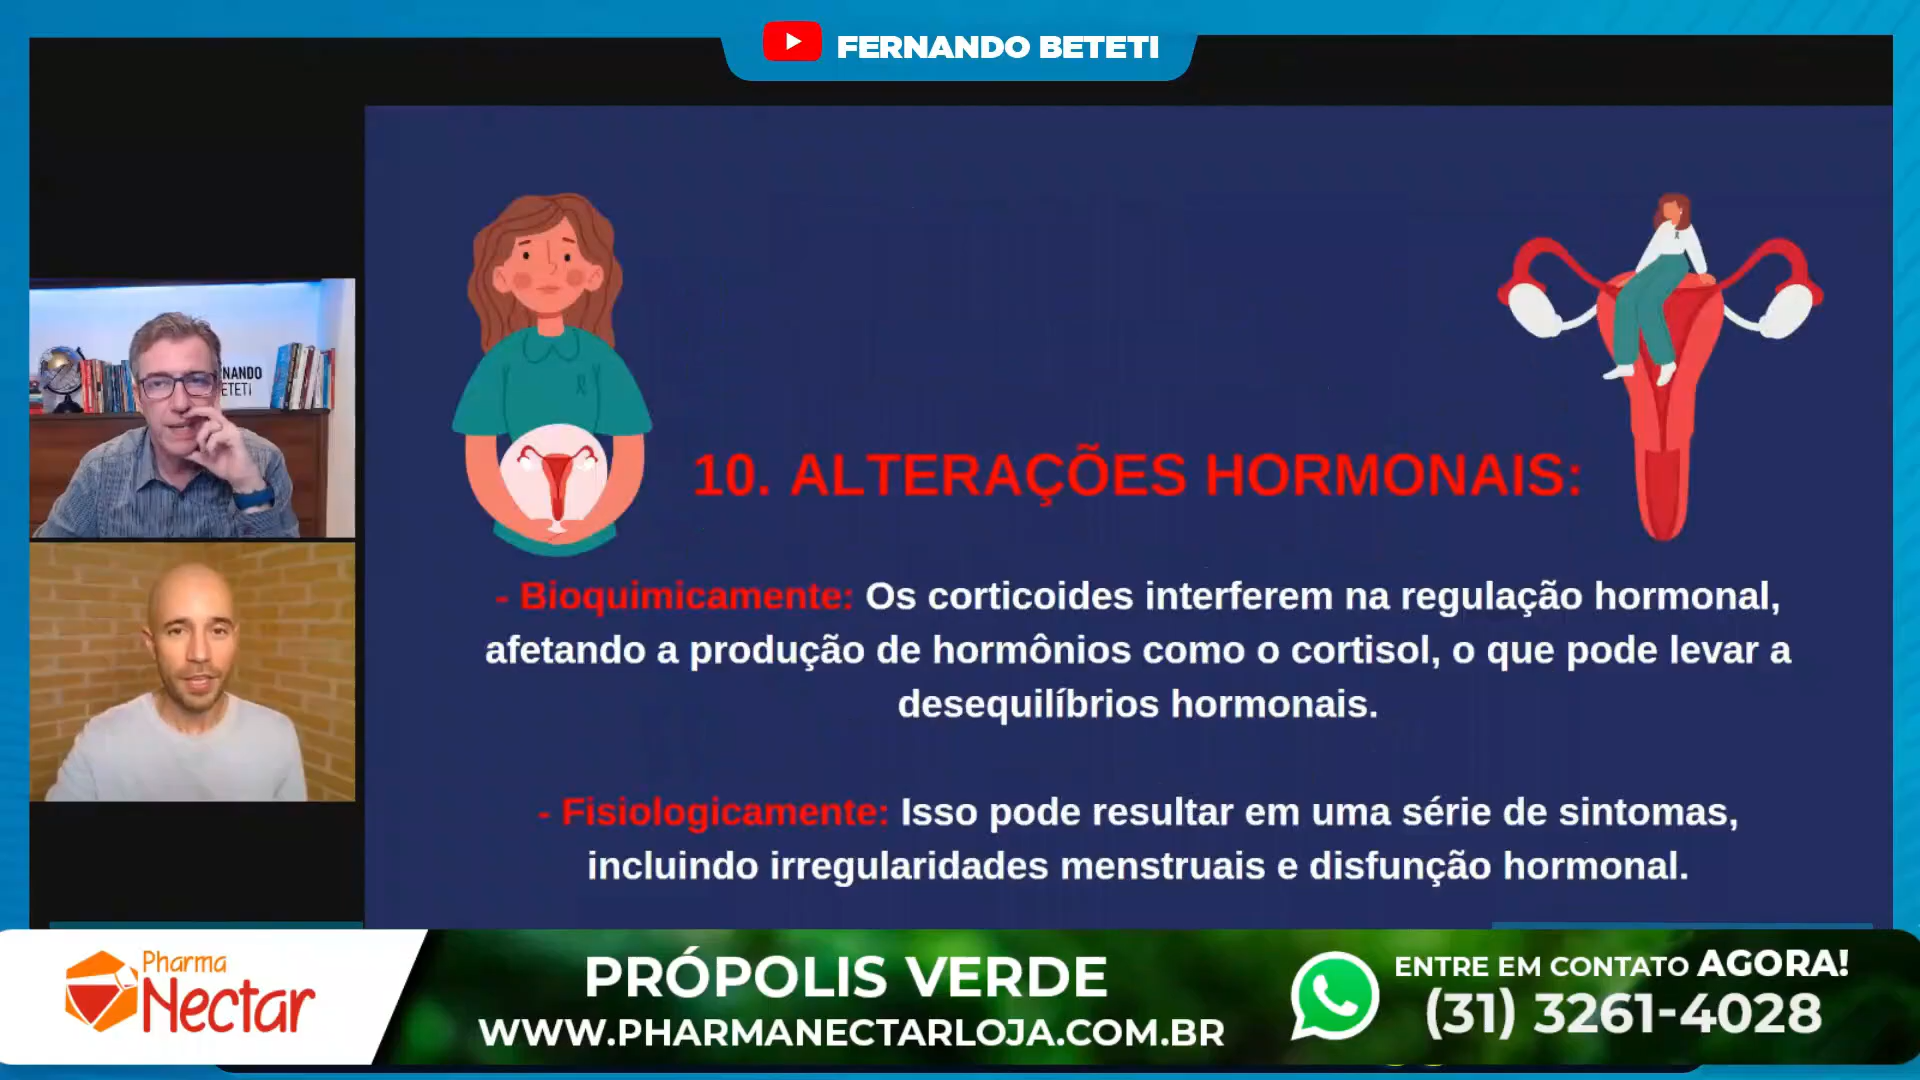 FERNANDO BETETI
NANDO
ETETI
10. ALTERAÇÕES HORMONAIS:
- Bioquimicamente: Os corticoides interferem na regulação hormonal,
afetando a produção de hormônios como o cortisol, o que pode levar a
desequilíbrios hormonais.
- Fisiologicamente: Isso pode resultar em uma série de sintomas,
incluindo irregularidades menstruais e disfunção hormonal.
Pharma
Nectar
PRÓPOLIS VERDE
WWW.PHARMANECTARLOJA.COM.BR
ENTRE EM CONTATO AGORA!
(31) 3261-4028